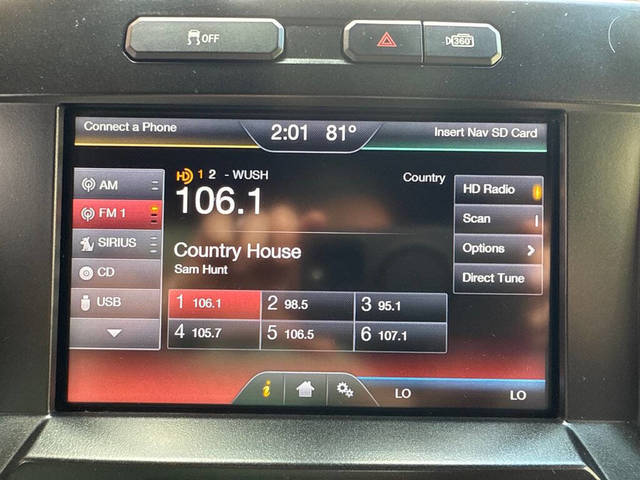 OFF
360°
Connect a Phone
2:01 81°
Insert Nav SD Card
AM
FM 1
SIRIUS
CD
USB
HD 1 2 - WUSH
Country
106.1
Country House
Sam Hunt
HD Radio
Scan
Options
Direct Tune
1 106.1
2 98.5
3 95.1
4 105.7
5 106.5
6 107.1
i
LO
LO